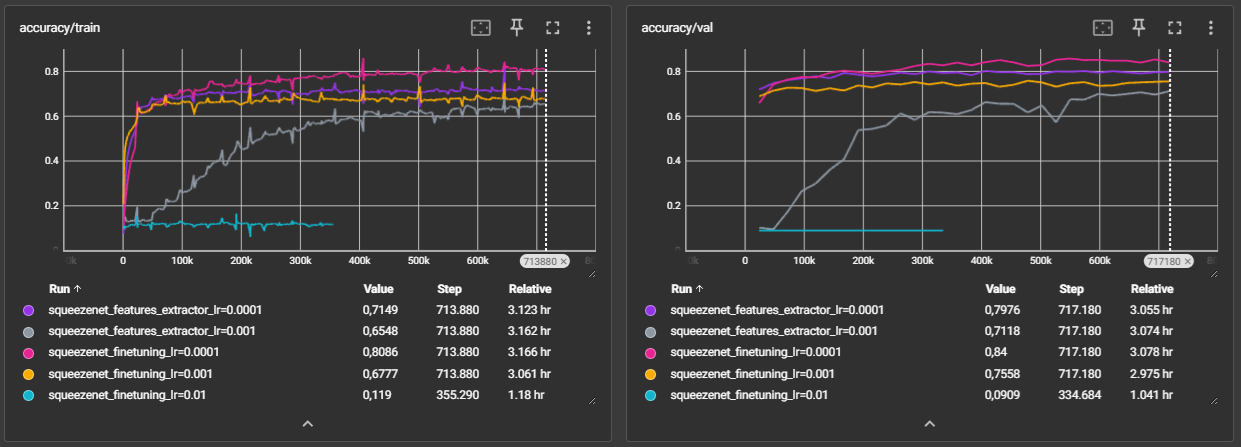 accuracy/train
0.8
0.6
0.4
0.2
0
0k 0 100k 200k 300k 400k 500k 600k 713880 80
Run ↑ Value Step Relative
squeezenet_features_extractor_lr=0.0001 0,7149 713.880 3.123 hr
squeezenet_features_extractor_lr=0.001 0,6548 713.880 3.162 hr
squeezenet_finetuning_lr=0.0001 0,8086 713.880 3.166 hr
squeezenet_finetuning_lr=0.001 0,6777 713.880 3.061 hr
squeezenet_finetuning_lr=0.01 0,119 355.290 1.18 hr
accuracy/val
0.8
0.6
0.4
0.2
0
0k 0 100k 200k 300k 400k 500k 600k 717180 80
Run ↑ Value Step Relative
squeezenet_features_extractor_lr=0.0001 0,7976 717.180 3.055 hr
squeezenet_features_extractor_lr=0.001 0,7118 717.180 3.074 hr
squeezenet_finetuning_lr=0.0001 0,84 717.180 3.078 hr
squeezenet_finetuning_lr=0.001 0,7558 717.180 2.975 hr
squeezenet_finetuning_lr=0.01 0,0909 334.684 1.041 hr